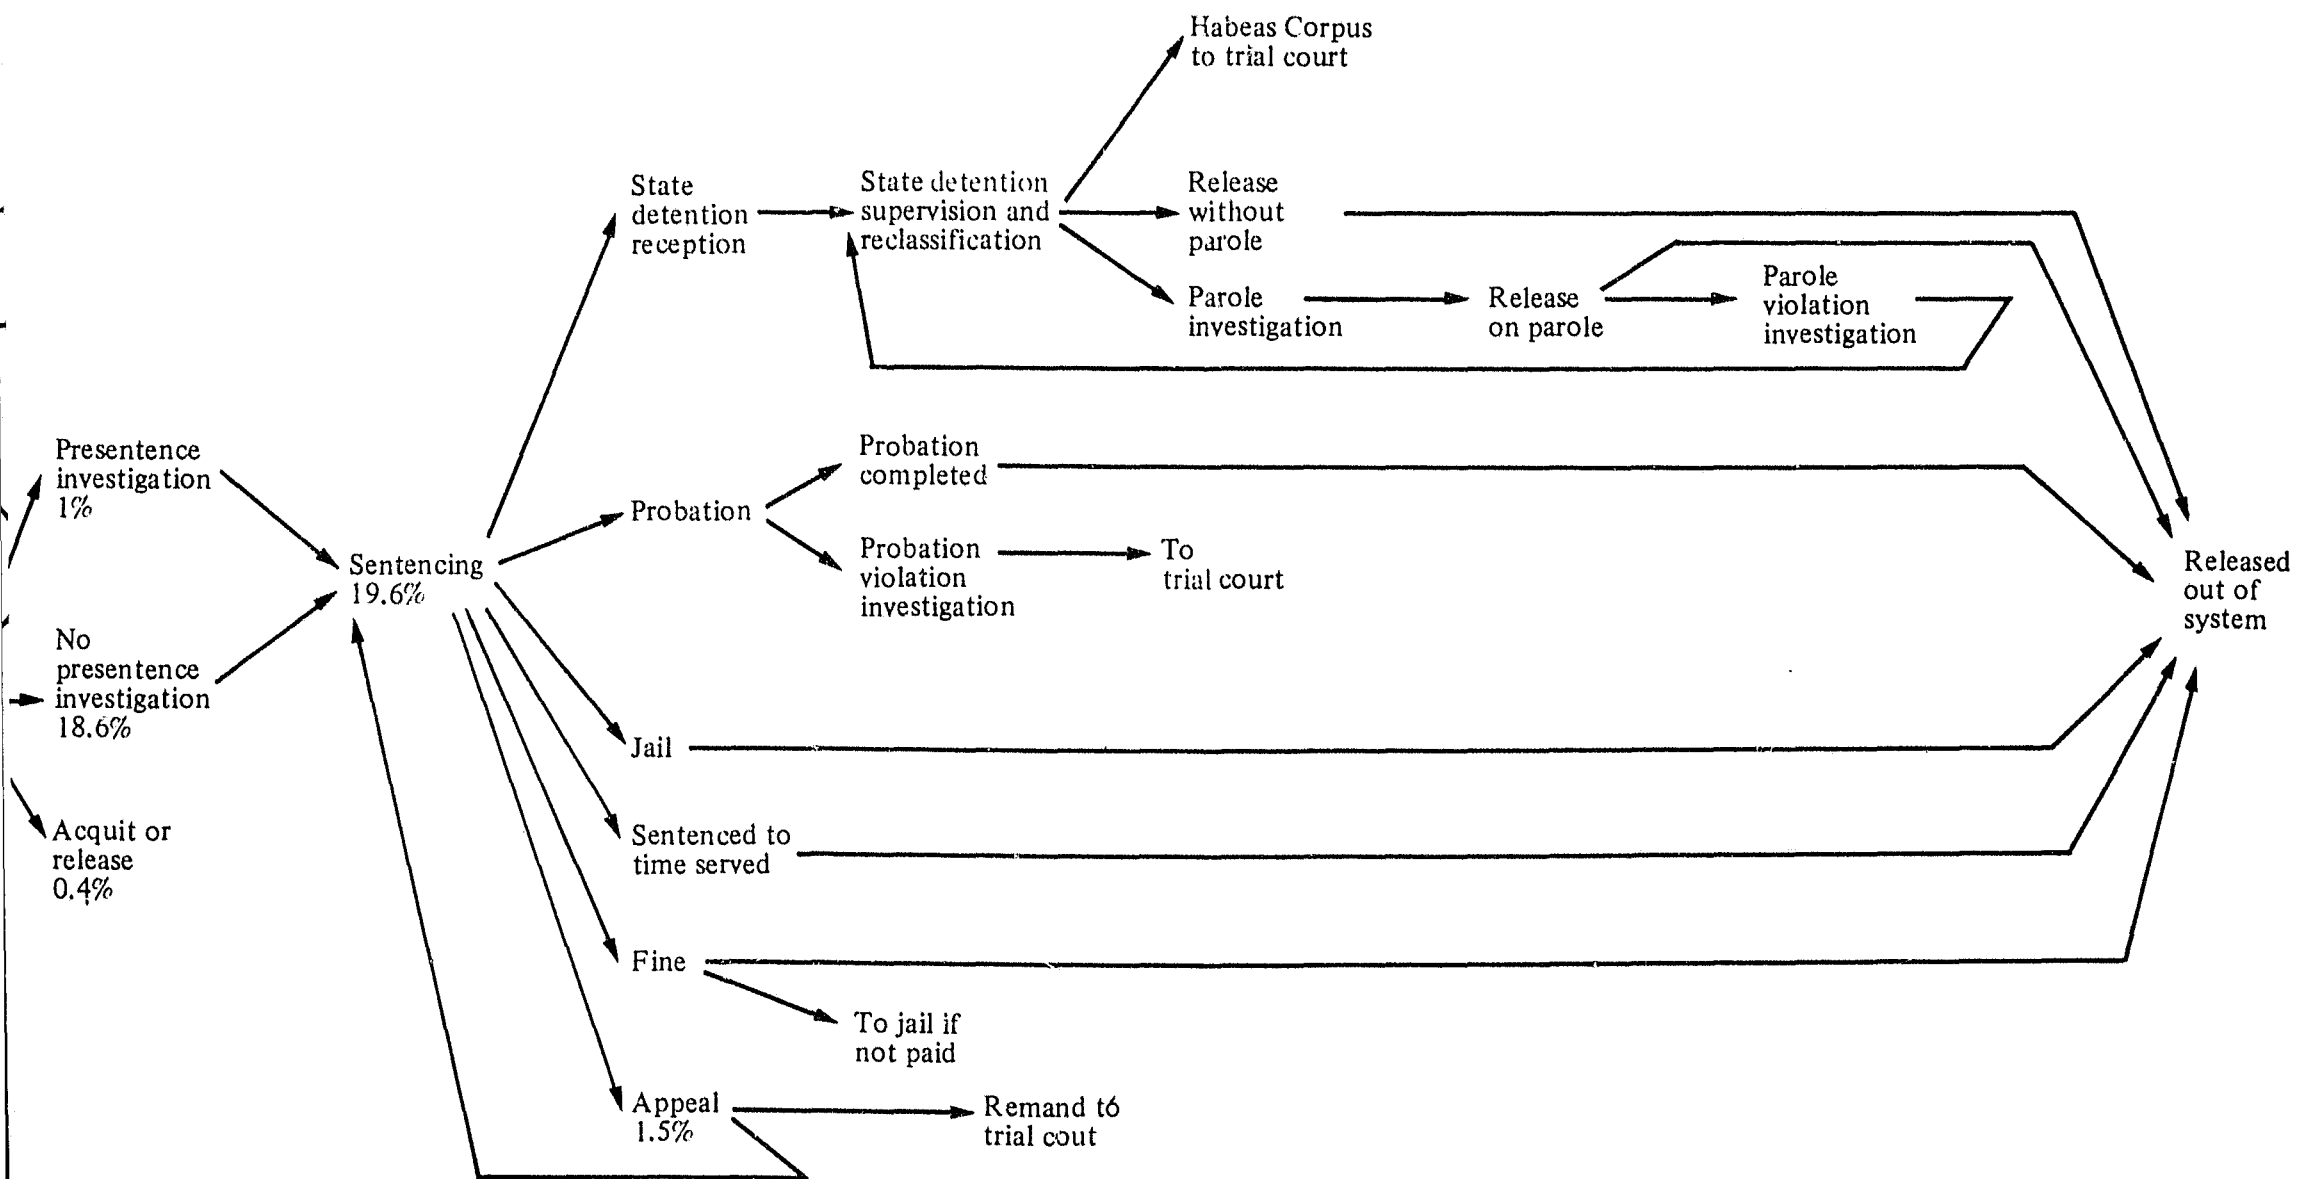 Habeas Corpus
to trial court
State
detention
reception
State detention
supervision and
reclassification
Release
without
parole
Parole
investigation
Release
on parole
Parole
violation
investigation
Presentence
investigation
1%
Sentencing
19.6%
No
presentence
investigation
18.6%
Acquit or
release
0.4%
Probation
Probation
completed
Probation
violation
investigation
To
trial court
Jail
Sentenced to
time served
Fine
To jail if
not paid
Appeal
1.5%
Remand to
trial cout
Released
out of
system